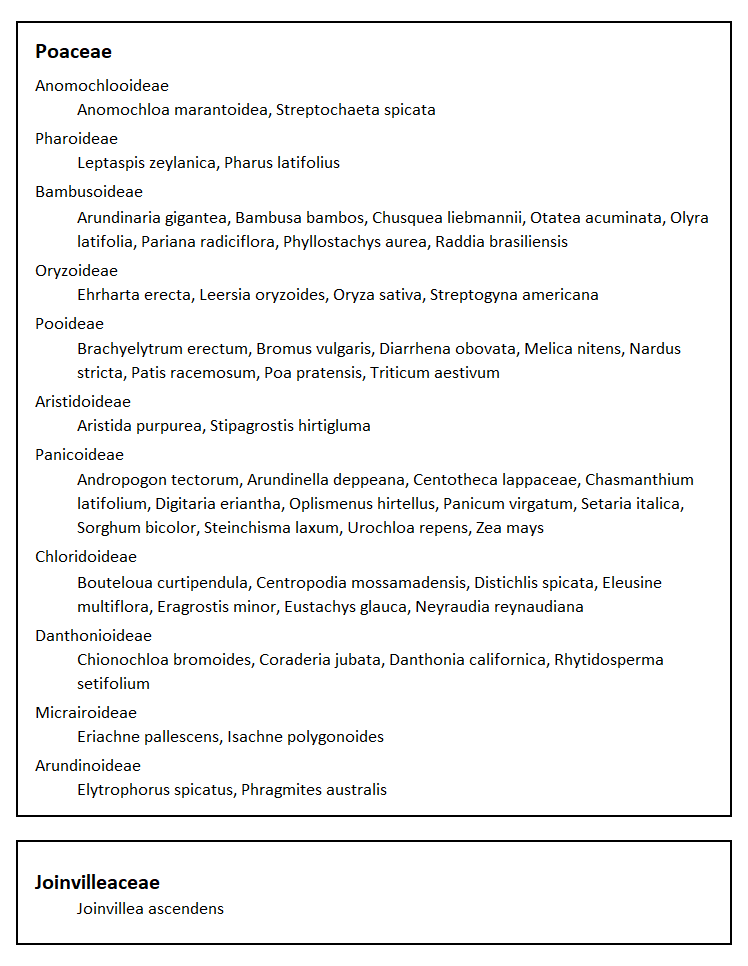 Poaceae
Anomochlooideae
Anomochloa marantoidea, Streptochaeta spicata
Pharoideae
Leptaspis zeylanica, Pharus latifolius
Bambusoideae
Arundinaria gigantea, Bambusa bambos, Chusquea liebmannii, Otatea acuminata, Olyra
latifolia, Pariana radiciflora, Phyllostachys aurea, Raddia brasiliensis
Oryzoideae
Ehrharta erecta, Leersia oryzoides, Oryza sativa, Streptogyna americana
Pooideae
Brachyelytrum erectum, Bromus vulgaris, Diarrhena obovata, Melica nitens, Nardus
stricta, Patis racemosum, Poa pratensis, Triticum aestivum
Aristidoideae
Aristida purpurea, Stipagrostis hirtigluma
Panicoideae
Andropogon tectorum, Arundinella deppeana, Centotheca lappaceae, Chasmanthium
latifolium, Digitaria eriantha, Oplismenus hirtellus, Panicum virgatum, Setaria italica,
Sorghum bicolor, Steinchisma laxum, Urochloa repens, Zea mays
Chloridoideae
Bouteloua curtipendula, Centropodia mossamadensis, Distichlis spicata, Eleusine
multiflora, Eragrostis minor, Eustachys glauca, Neyraudia reynaudiana
Danthonioideae
Chionochloa bromoides, Coraderia jubata, Danthonia californica, Rhytidosperma
setifolium
Micrairoideae
Eriachne pallescens, Isachne polygonoides
Arundinoideae
Elytrophorus spicatus, Phragmites australis
Joinvilleaceae
Joinvillea ascendens